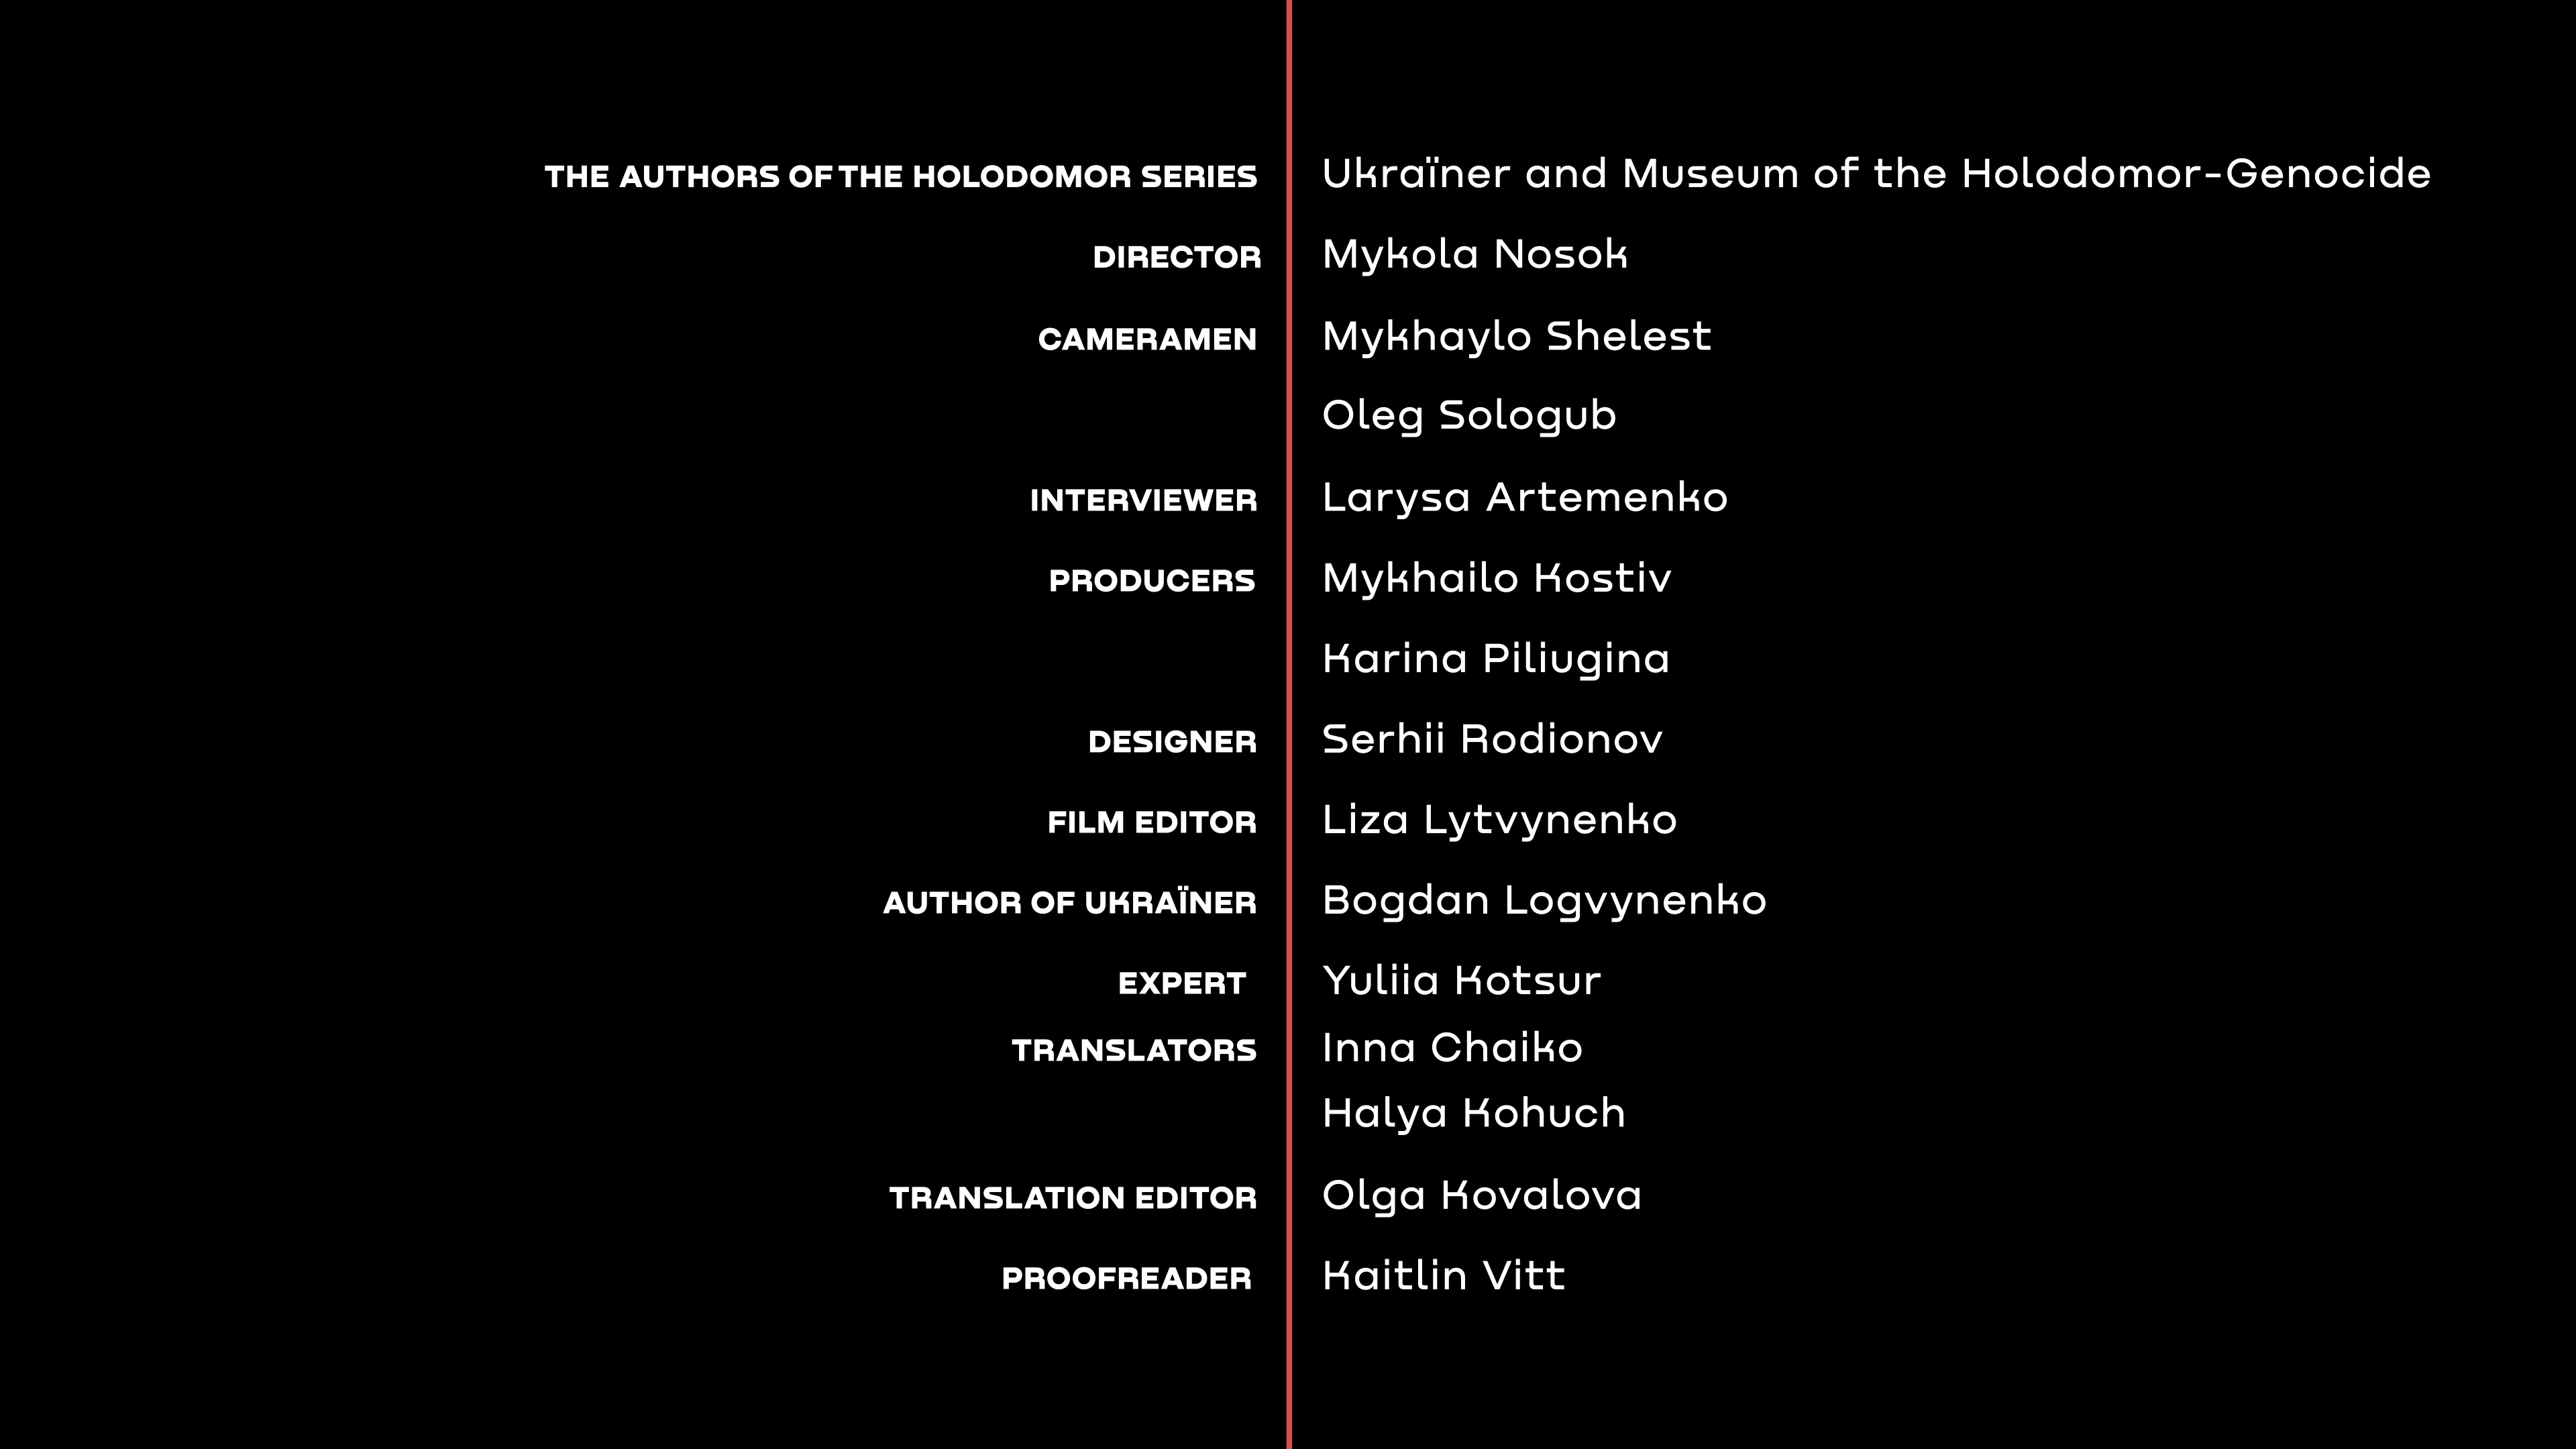 THE AUTHORS OF THE HOLODOMOR SERIES Ukraïner and Museum of the Holodomor-Genocide
DIRECTOR Mykola Nosok
CAMERAMEN Mykhaylo Shelest
Oleg Sologub
INTERVIEWER Larysa Artemenko
PRODUCERS Mykhailo Kostiv
Karina Piliugina
DESIGNER Serhii Rodionov
FILM EDITOR Liza Lytvynenko
AUTHOR OF UKRAÏNER Bogdan Logvynenko
EXPERT Yuliia Kotsur
TRANSLATORS Inna Chaiko
Halya Kohuch
TRANSLATION EDITOR Olga Kovalova
PROOFREADER Kaitlin Vitt